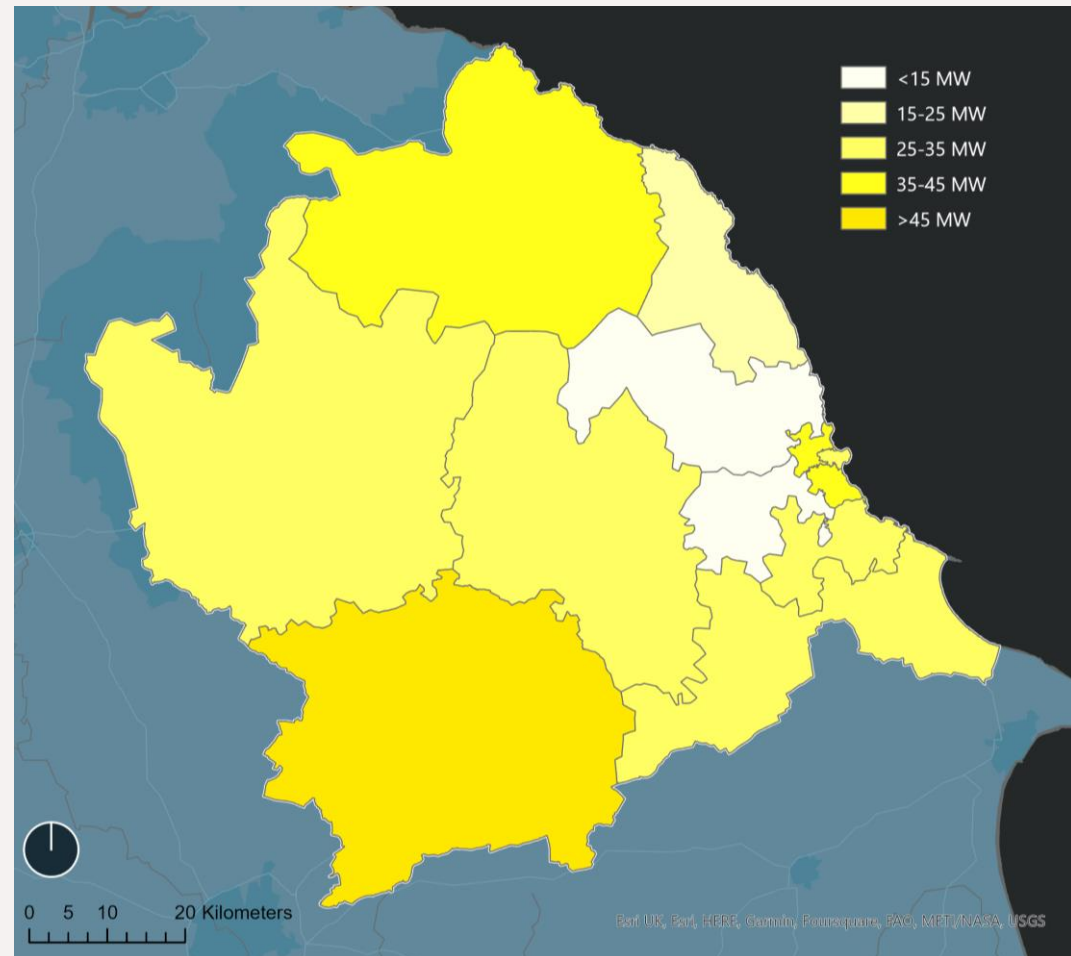 <15 MW
15-25 MW
25-35 MW
35-45 MW
>45 MW
0 5 10 20 Kilometers
Esri UK, Esri, HERE, Garmin, Foursquare, FAO, METI/NASA, USGS